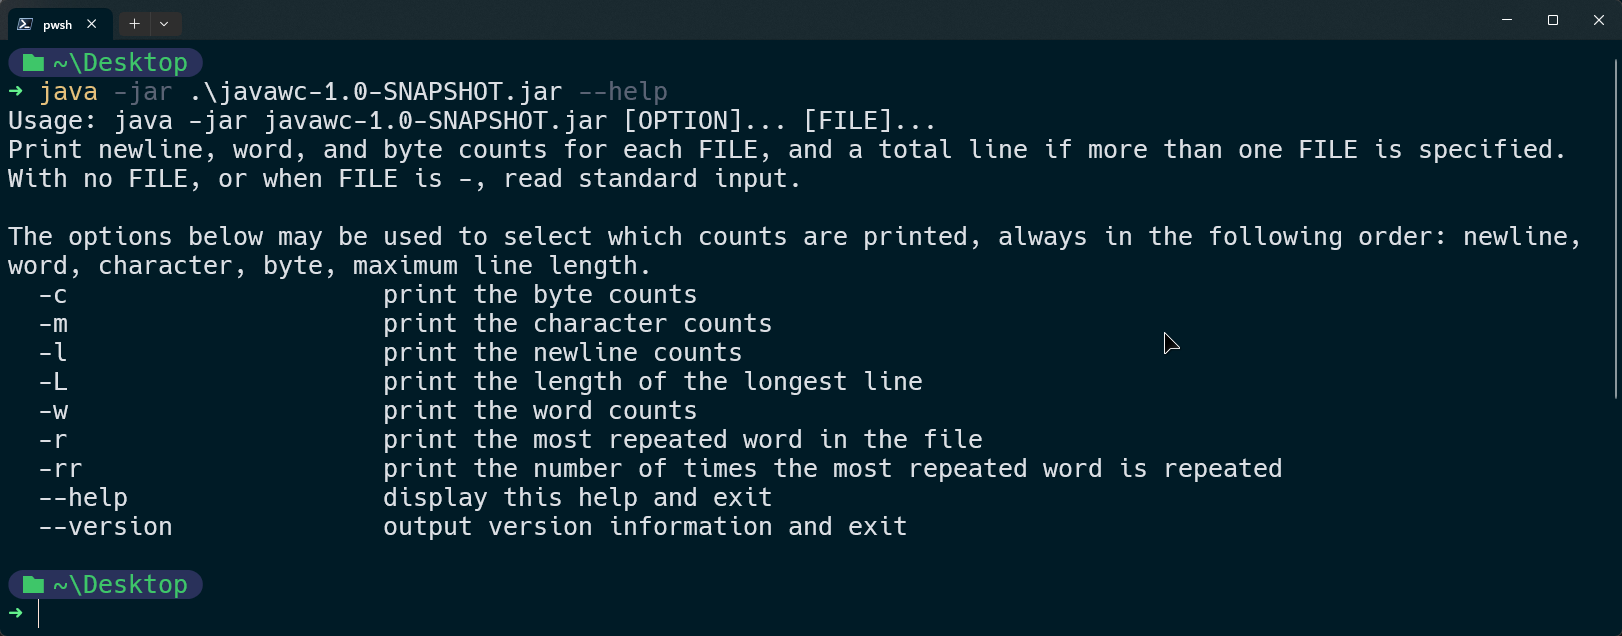 pwsh
~\Desktop
➜ java -jar .\javawc-1.0-SNAPSHOT.jar --help
Usage: java -jar javawc-1.0-SNAPSHOT.jar [OPTION]... [FILE]...
Print newline, word, and byte counts for each FILE, and a total line if more than one FILE is specified.
With no FILE, or when FILE is -, read standard input.

The options below may be used to select which counts are printed, always in the following order: newline,
word, character, byte, maximum line length.
  -c                     print the byte counts
  -m                     print the character counts
  -l                     print the newline counts
  -L                     print the length of the longest line
  -w                     print the word counts
  -r                     print the most repeated word in the file
  -rr                    print the number of times the most repeated word is repeated
  --help                 display this help and exit
  --version              output version information and exit

~\Desktop
➜